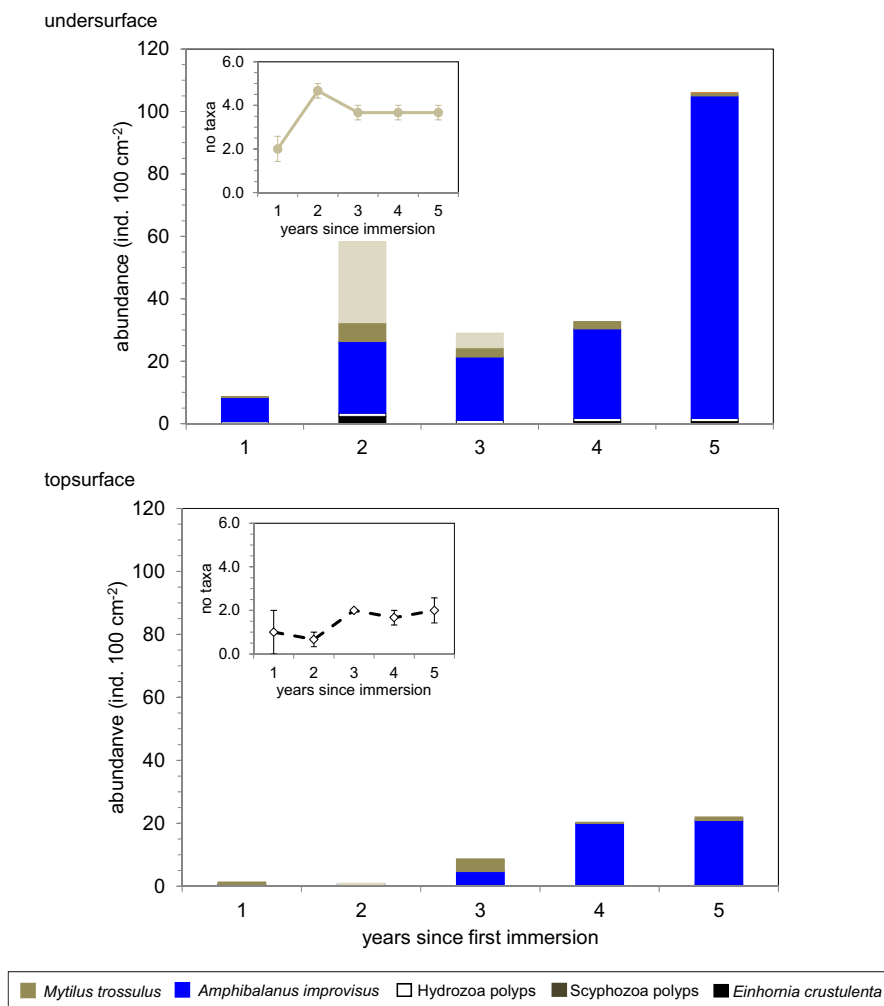 undersurface
120
100
80
60
40
20
0
abundance (ind. 100 cm-2)
6.0
4.0
2.0
0.0
no taxa
1 2 3 4 5
years since immersion
1 2 3 4 5
topsurface
120
100
80
60
40
20
0
abundanve (ind. 100 cm-2)
6.0
4.0
2.0
0.0
no taxa
1 2 3 4 5
years since immersion
1 2 3 4 5
years since first immersion
Mytilus trossulus Amphibalanus improvisus Hydrozoa polyps Scyphozoa polyps Einhornia crustulenta